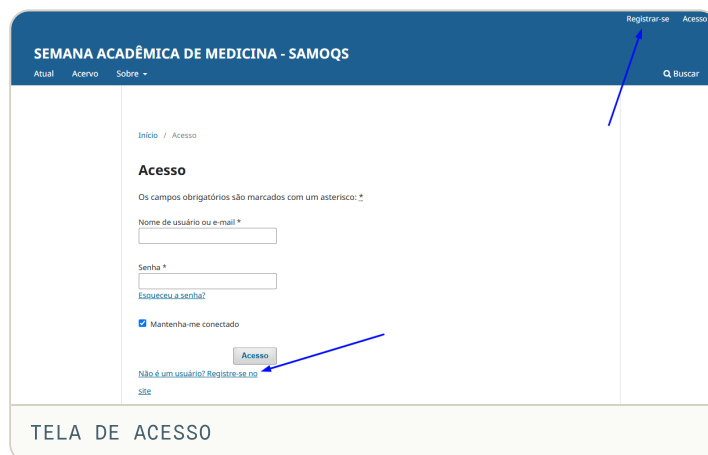 Registrar-se Acesso
SEMANA ACADÊMICA DE MEDICINA - SAMOQS
Atual Acervo Sobre Buscar
Início / Acesso
Acesso
Os campos obrigatórios são marcados com um asterisco: *
Nome de usuário ou e-mail *
Senha *
Esqueceu a senha?
Mantenha-me conectado
Acesso
Não é um usuário? Registre-se no
site
TELA DE ACESSO